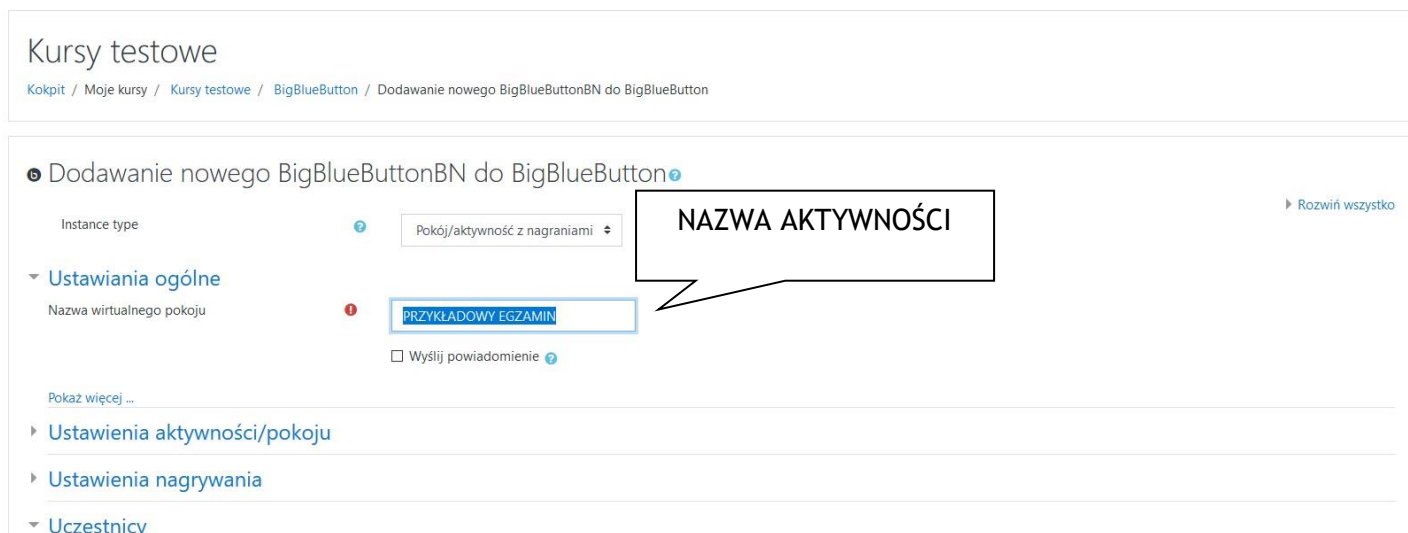 Kursy testowe
Kokpit / Moje kursy / Kursy testowe / BigBlueButton / Dodawanie nowego BigBlueButtonBN do BigBlueButton
Dodawanie nowego BigBlueButtonBN do BigBlueButton
NAZWA AKTYWNOŚCI
Rozwiń wszystko
Instance type
Pokój/aktywność z nagraniami
Ustawiania ogólne
Nazwa wirtualnego pokoju
PRZYKŁADOWY EGZAMIN
Wyślij powiadomienie
Pokaż więcej ...
Ustawienia aktywności/pokoju
Ustawienia nagrywania
Uczestnicy